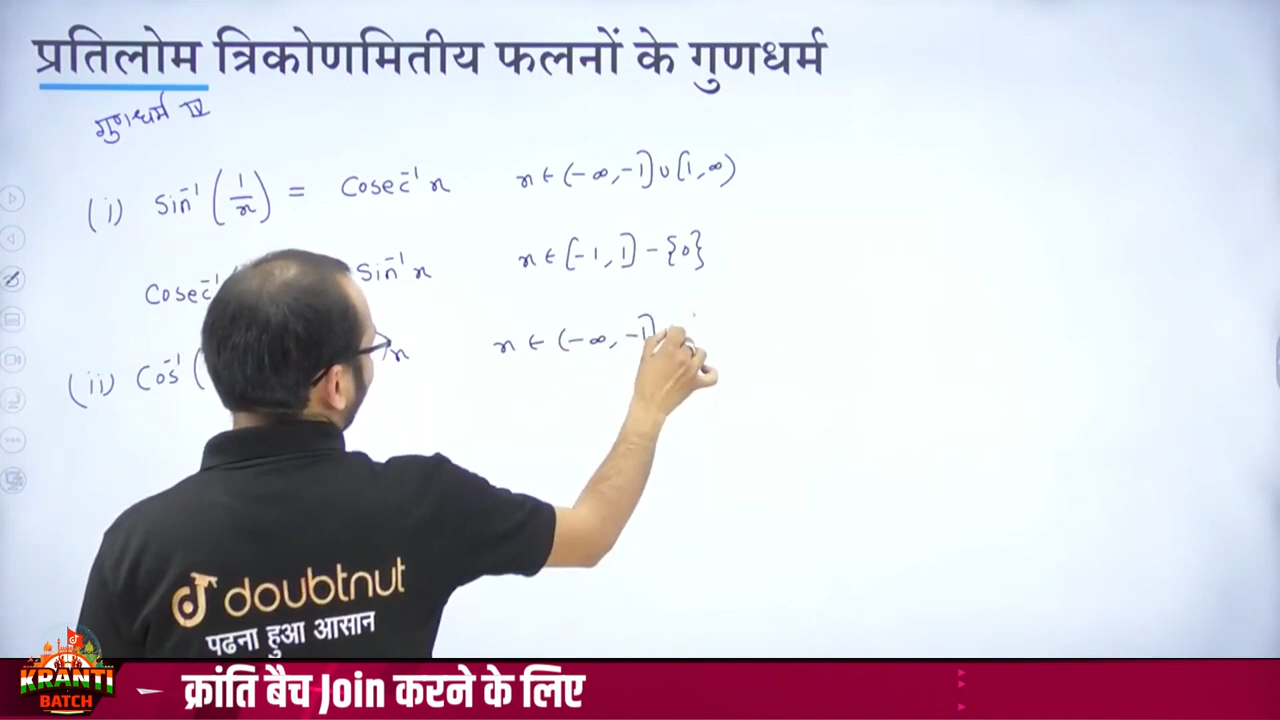 प्रतिलोम त्रिकोणमितीय फलनों के गुणधर्म
गुणधर्म IV
(i) Sin⁻¹(1/x) = Cosec⁻¹x x ∈ (-∞,-1]∪[1,∞)
Cosec⁻¹ Sin⁻¹x x ∈ [-1,1]-{0}
(ii) Cos⁻¹( x x ∈ (-∞,-1]
doubtnut
पढना हुआ आसान
KRANTI
BATCH
क्रांति बैच Join करने के लिए